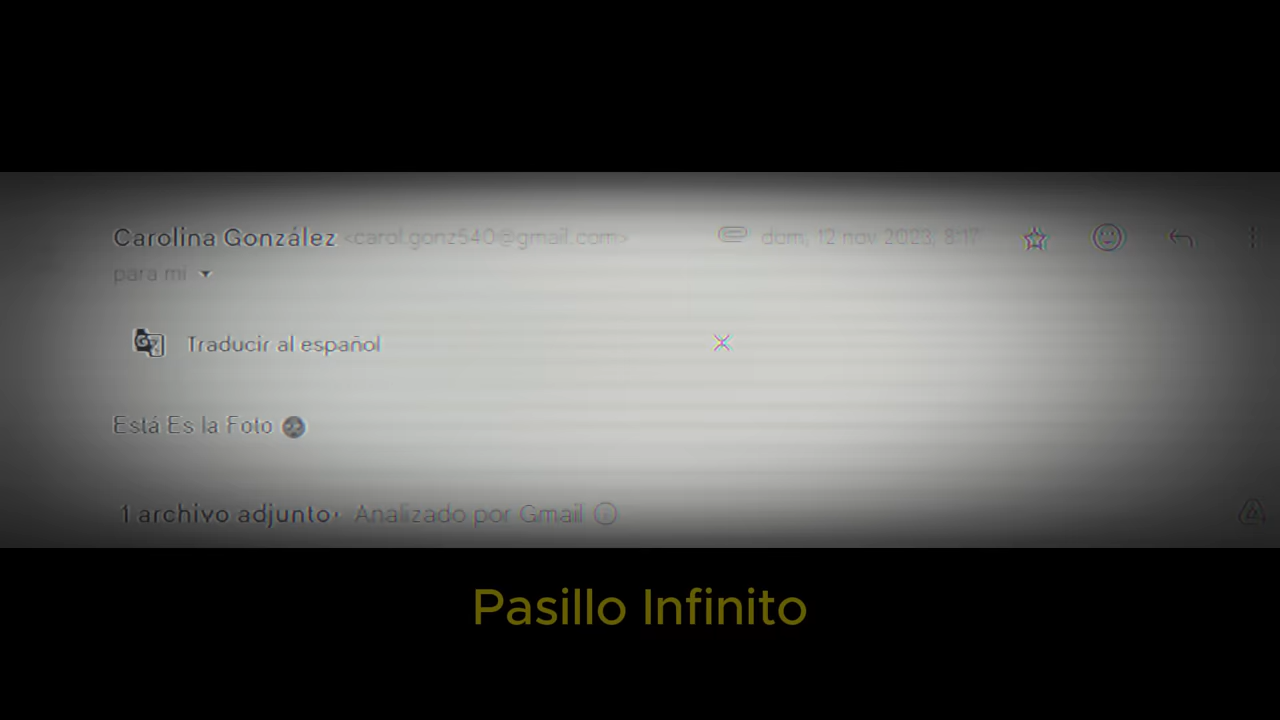 Carolina González <carol.gonz540@gmail.com> dom, 12 nov 2023, 8:17
para mí
Traducir al español
Está Es la Foto
1 archivo adjunto • Analizado por Gmail
Pasillo Infinito